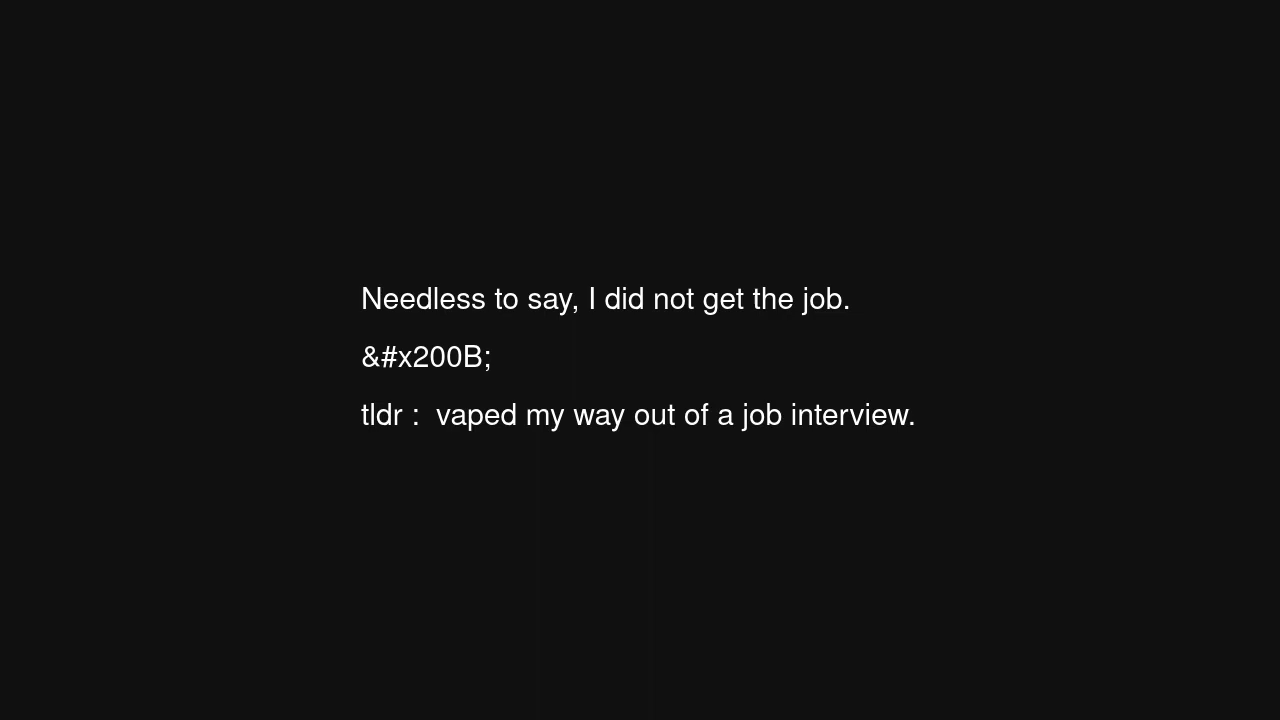 Needless to say, I did not get the job.
&#x200B;
tldr :  vaped my way out of a job interview.